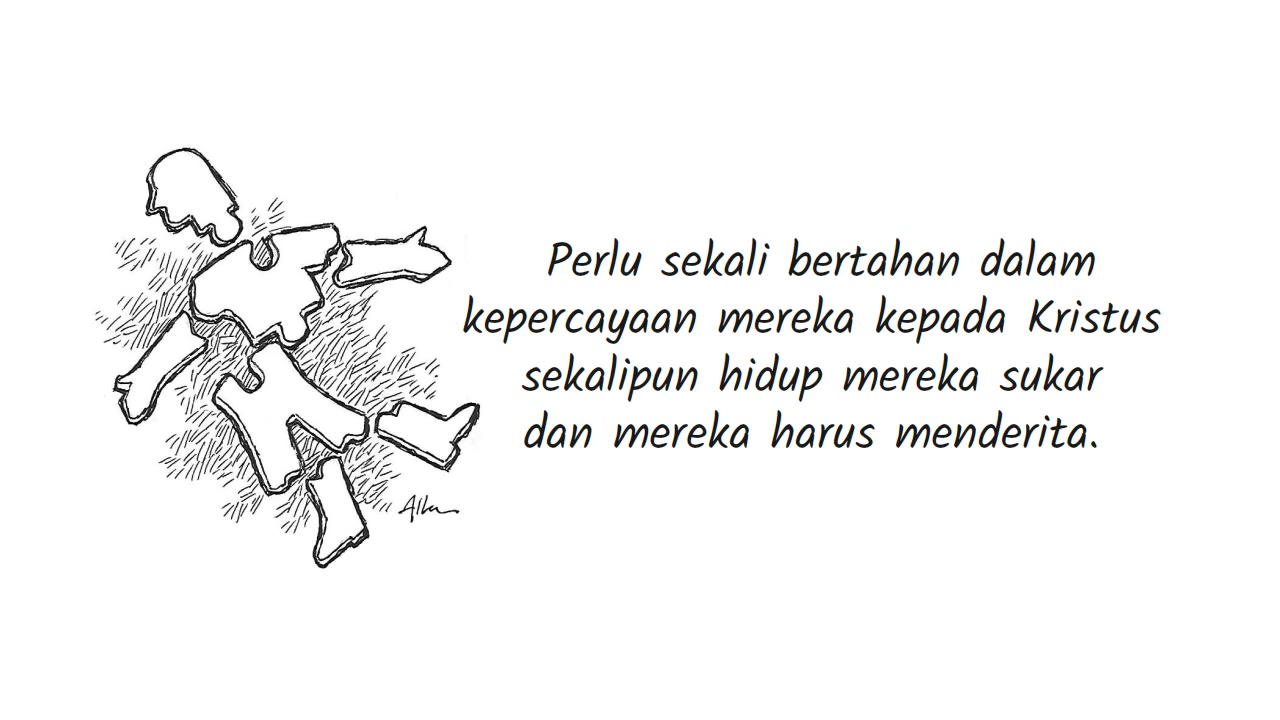 Perlu sekali bertahan dalam
kepercayaan mereka kepada Kristus
sekalipun hidup mereka sukar
dan mereka harus menderita.